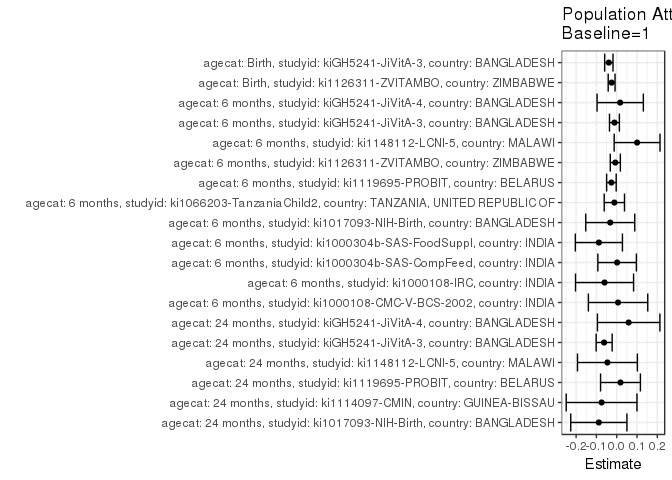 Population Att
Baseline=1
agecat: Birth, studyid: kiGH5241-JiVitA-3, country: BANGLADESH
agecat: Birth, studyid: ki1126311-ZVITAMBO, country: ZIMBABWE
agecat: 6 months, studyid: kiGH5241-JiVitA-4, country: BANGLADESH
agecat: 6 months, studyid: kiGH5241-JiVitA-3, country: BANGLADESH
agecat: 6 months, studyid: ki1148112-LCNI-5, country: MALAWI
agecat: 6 months, studyid: ki1126311-ZVITAMBO, country: ZIMBABWE
agecat: 6 months, studyid: ki1119695-PROBIT, country: BELARUS
agecat: 6 months, studyid: ki1066203-TanzaniaChild2, country: TANZANIA, UNITED REPUBLIC OF
agecat: 6 months, studyid: ki1017093-NIH-Birth, country: BANGLADESH
agecat: 6 months, studyid: ki1000304b-SAS-FoodSuppl, country: INDIA
agecat: 6 months, studyid: ki1000304b-SAS-CompFeed, country: INDIA
agecat: 6 months, studyid: ki1000108-IRC, country: INDIA
agecat: 6 months, studyid: ki1000108-CMC-V-BCS-2002, country: INDIA
agecat: 24 months, studyid: kiGH5241-JiVitA-4, country: BANGLADESH
agecat: 24 months, studyid: kiGH5241-JiVitA-3, country: BANGLADESH
agecat: 24 months, studyid: ki1148112-LCNI-5, country: MALAWI
agecat: 24 months, studyid: ki1119695-PROBIT, country: BELARUS
agecat: 24 months, studyid: ki1114097-CMIN, country: GUINEA-BISSAU
agecat: 24 months, studyid: ki1017093-NIH-Birth, country: BANGLADESH
-0.2 -0.1 0.0 0.1 0.2
Estimate